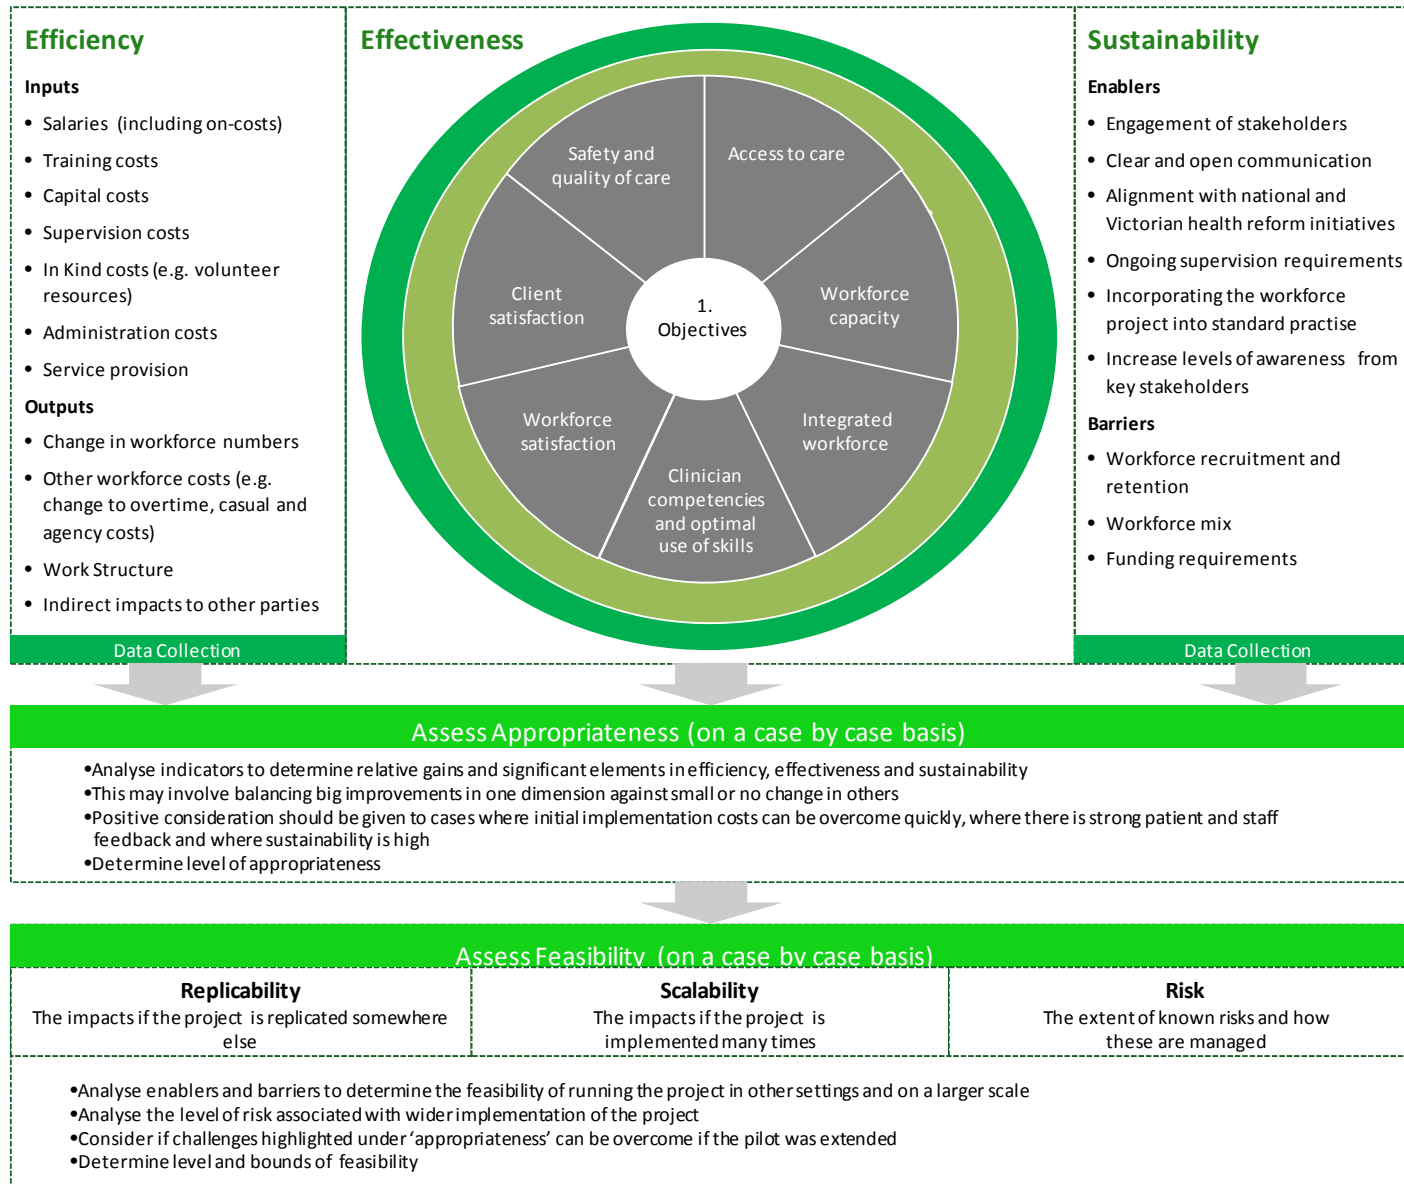 Efficiency
Inputs
• Salaries (including on-costs)
• Training costs
• Capital costs
• Supervision costs
• In Kind costs (e.g. volunteer
resources)
• Administration costs
• Service provision
Outputs
• Change in workforce numbers
• Other workforce costs (e.g.
change to overtime, casual and
agency costs)
• Work Structure
• Indirect impacts to other parties
Data Collection
Effectiveness
Safety and
quality of care
Access to care
Client
satisfaction
1.
Objectives
Workforce
capacity
Workforce
satisfaction
Integrated
workforce
Clinician
competencies
and optimal
use of skills
Sustainability
Enablers
• Engagement of stakeholders
• Clear and open communication
• Alignment with national and
Victorian health reform initiatives
• Ongoing supervision requirements
• Incorporating the workforce
project into standard practise
• Increase levels of awareness from
key stakeholders
Barriers
• Workforce recruitment and
retention
• Workforce mix
• Funding requirements
Data Collection
Assess Appropriateness (on a case by case basis)
•Analyse indicators to determine relative gains and significant elements in efficiency, effectiveness and sustainability
•This may involve balancing big improvements in one dimension against small or no change in others
•Positive consideration should be given to cases where initial implementation costs can be overcome quickly, where there is strong patient and staff
feedback and where sustainability is high
•Determine level of appropriateness
Assess Feasibility (on a case by case basis)
Replicability
The impacts if the project is replicated somewhere
else
Scalability
The impacts if the project is
implemented many times
Risk
The extent of known risks and how
these are managed
•Analyse enablers and barriers to determine the feasibility of running the project in other settings and on a larger scale
•Analyse the level of risk associated with wider implementation of the project
•Consider if challenges highlighted under ‘appropriateness’ can be overcome if the pilot was extended
•Determine level and bounds of feasibility